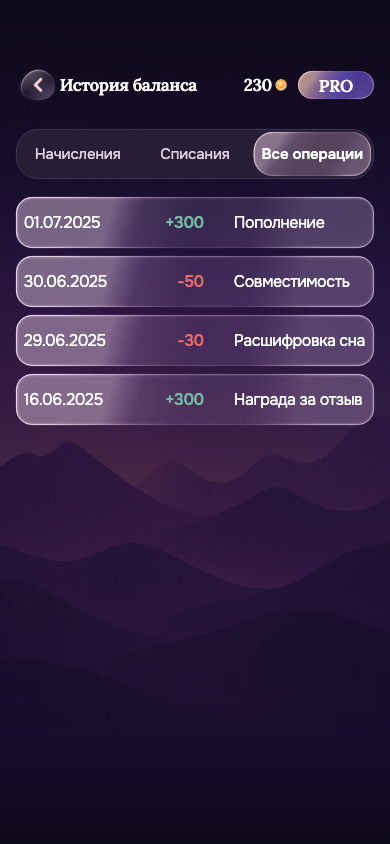 История баланса 230 PRO
Начисления Списания Все операции
01.07.2025 +300 Пополнение
30.06.2025 -50 Совместимость
29.06.2025 -30 Расшифровка сна
16.06.2025 +300 Награда за отзыв